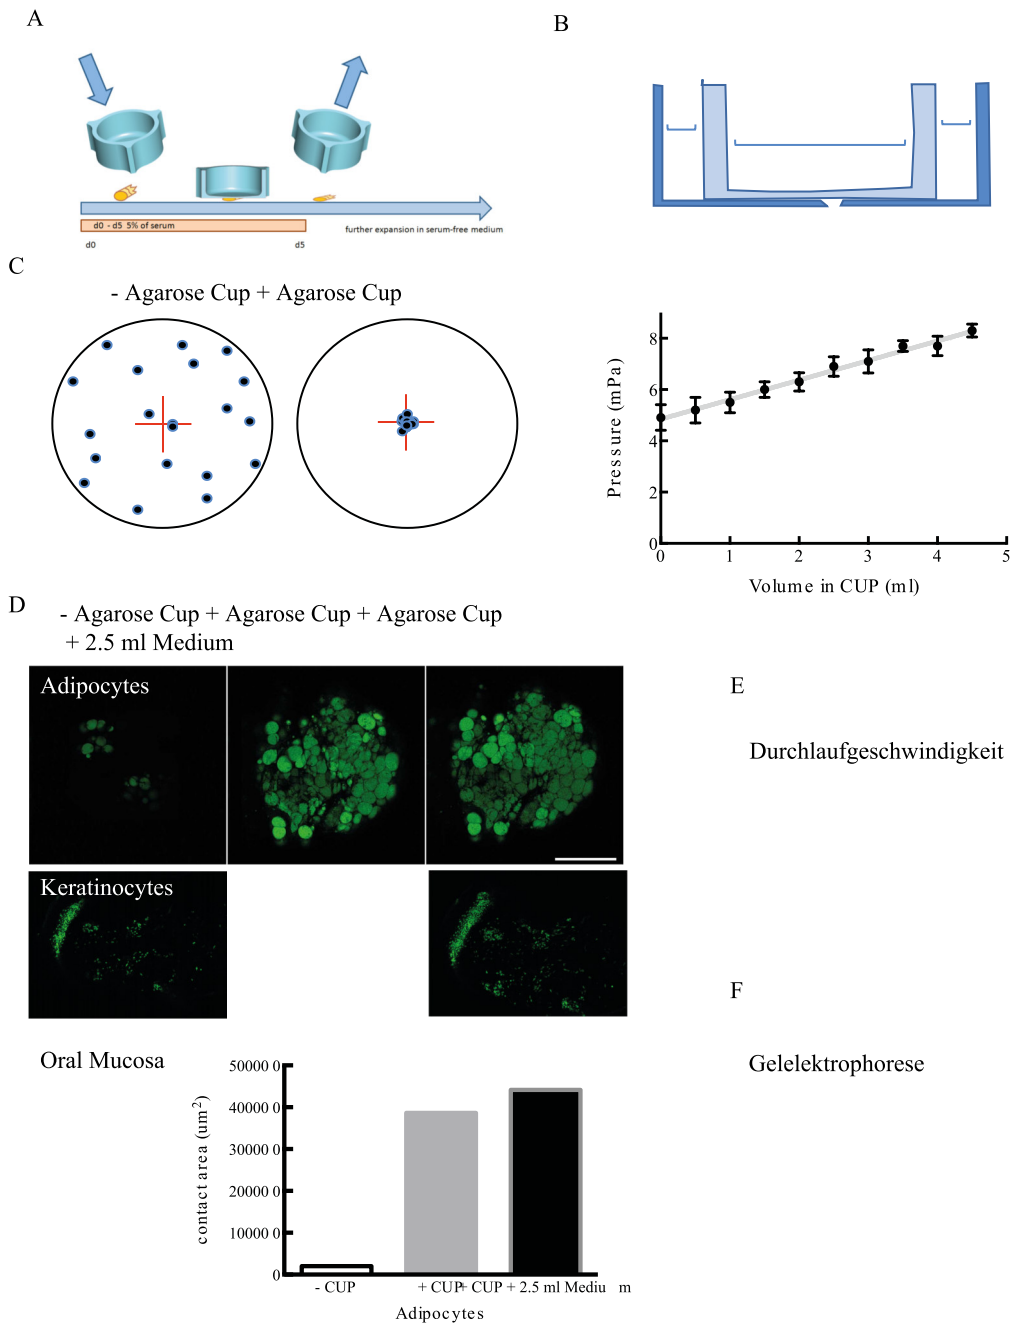 A
B
d0 - d5 5% of serum
further expansion in serum-free medium
d0
d5
C
- Agarose Cup + Agarose Cup
8
6
4
2
0
Pressure (mPa)
0 1 2 3 4 5
Volume in CUP (ml)
D
- Agarose Cup + Agarose Cup + Agarose Cup
+ 2.5 ml Medium
Adipocytes
E
Durchlaufgeschwindigkeit
Keratinocytes
F
Oral Mucosa
Gelelektrophorese
50000 0
40000 0
30000 0
20000 0
10000 0
0
contact area (um²)
- CUP + CUP + CUP + 2.5 ml Mediu m
Adipocytes